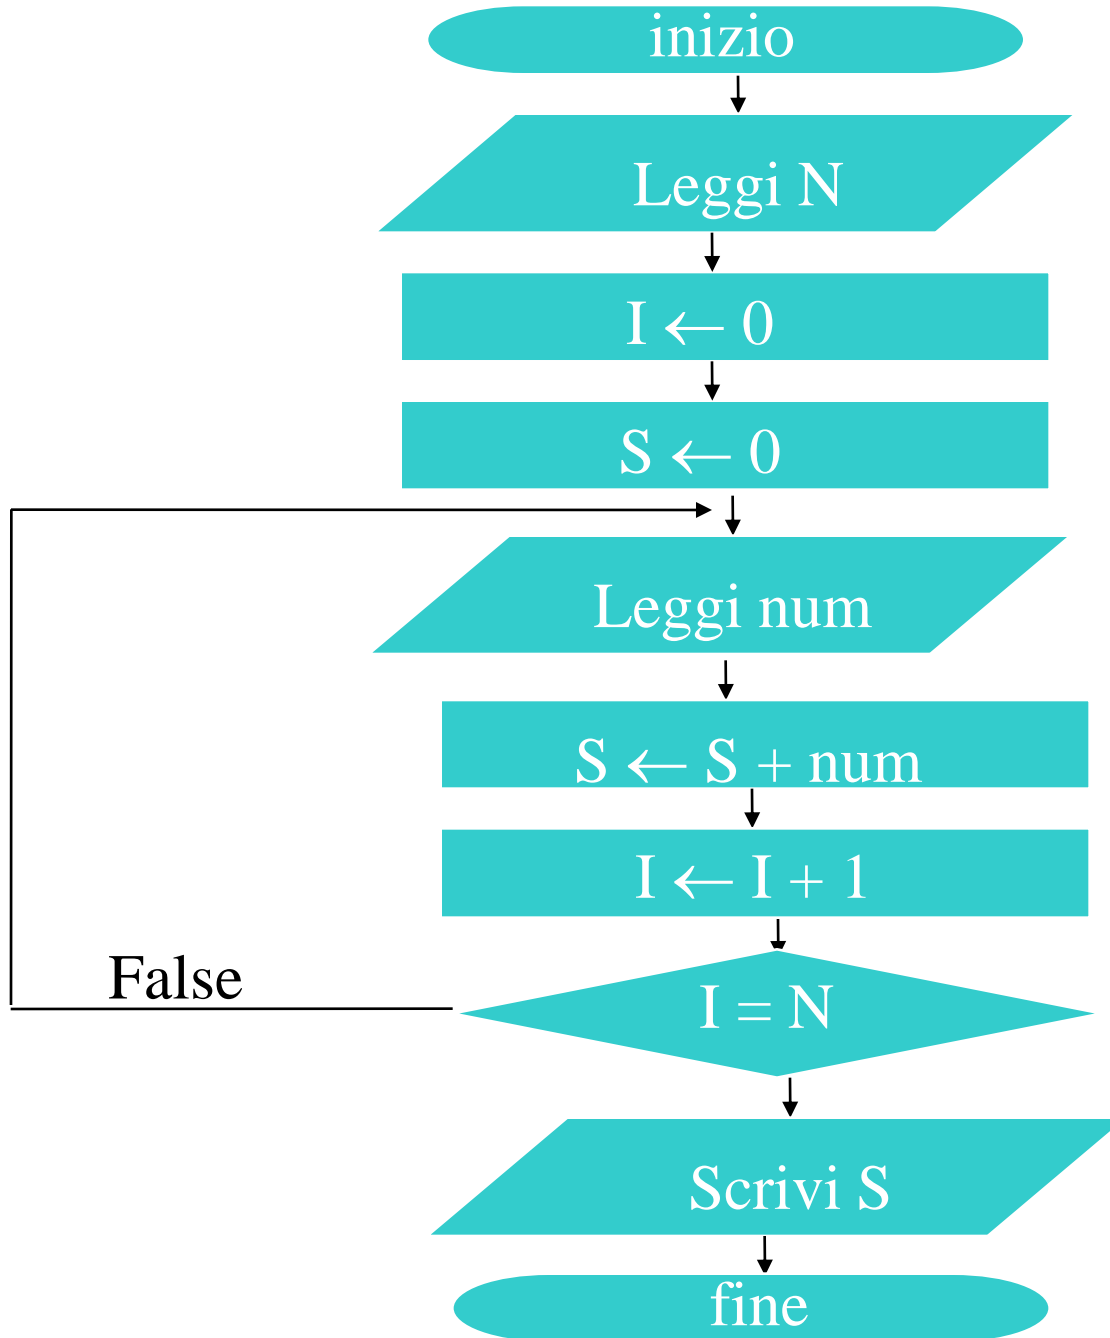 inizio
Leggi N
I ← 0
S ← 0
Leggi num
S ← S + num
I ← I + 1
False
I = N
Scrivi S
fine